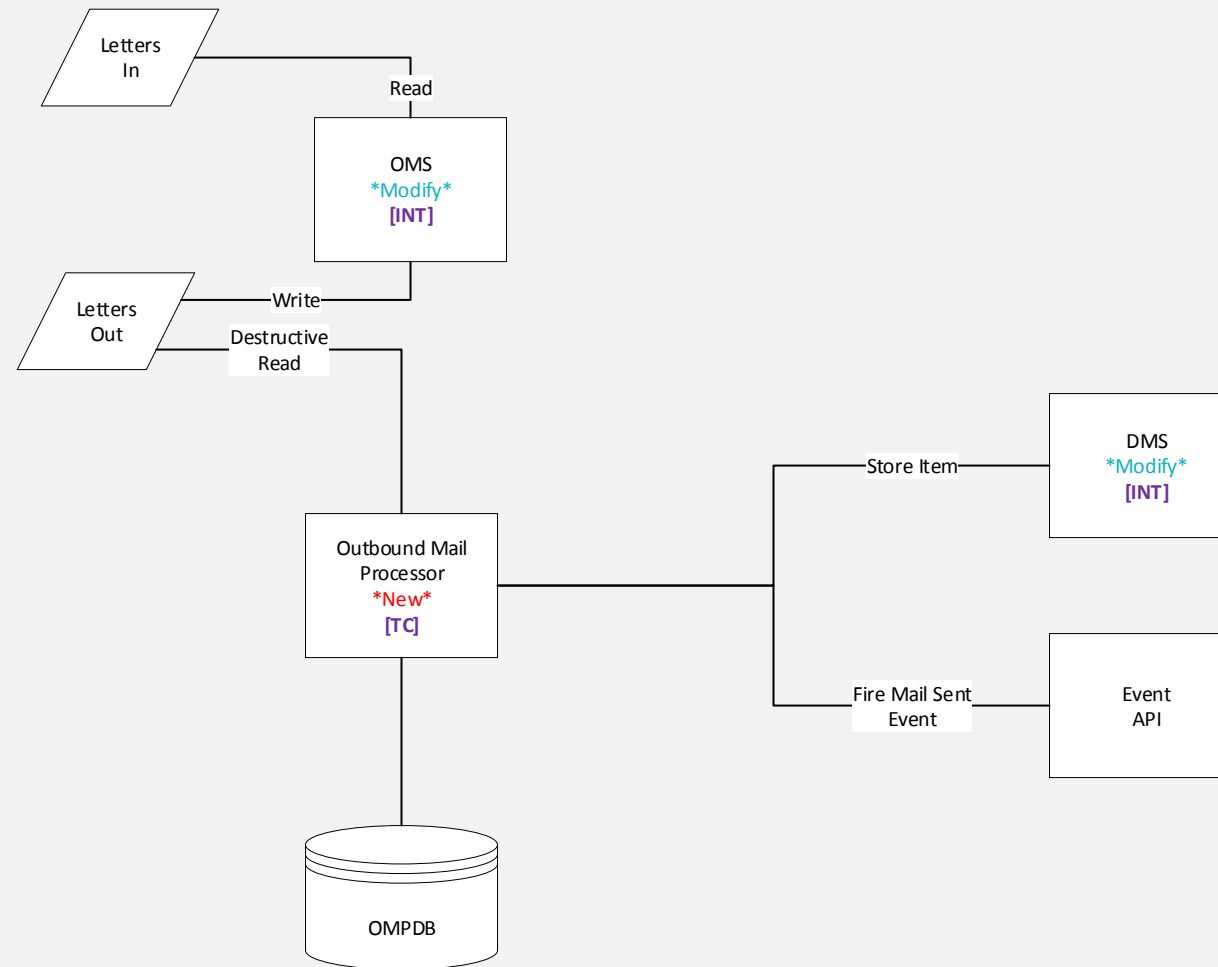 Letters
In
Read
OMS
*Modify*
[INT]
Letters
Out
Write
Destructive
Read
DMS
*Modify*
[INT]
Store Item
Outbound Mail
Processor
*New*
[TC]
Fire Mail Sent
Event
Event
API
OMPDB